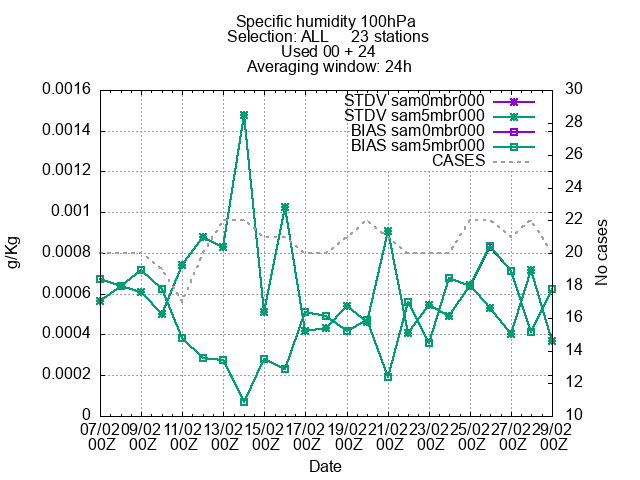 Specific humidity 100hPa
Selection: ALL 23 stations
Used 00 + 24
Averaging window: 24h
STDV sam0mbr000
STDV sam5mbr000
BIAS sam0mbr000
BIAS sam5mbr000
CASES
g/Kg
0.0016
0.0014
0.0012
0.001
0.0008
0.0006
0.0004
0.0002
0
30
28
26
24
22
20
18
16
14
12
10
No cases
07/02 09/02 11/02 13/02 15/02 17/02 19/02 21/02 23/02 25/02 27/02 29/02
00Z 00Z 00Z 00Z 00Z 00Z 00Z 00Z 00Z 00Z 00Z 00Z
Date